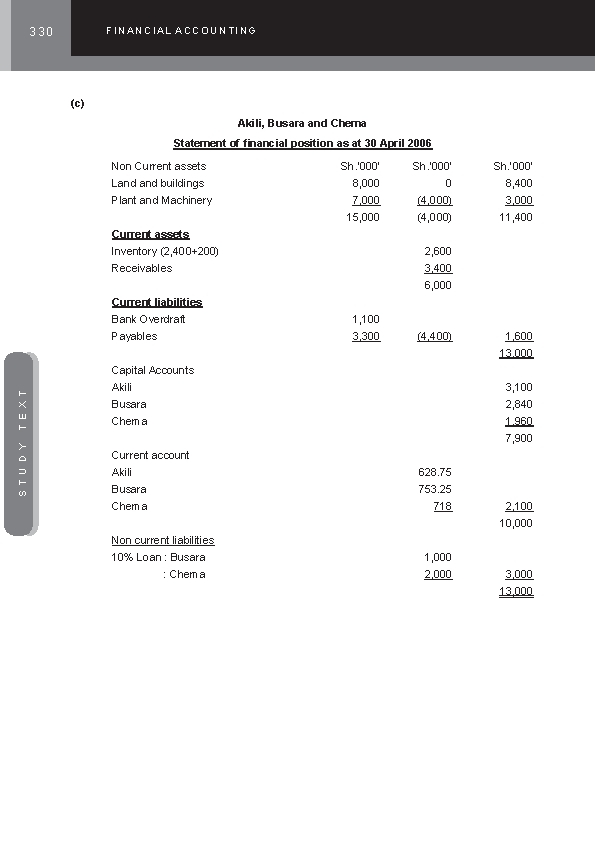 330
FINANCIAL ACCOUNTING
(c)
Akili, Busara and Chema
Statement of financial position as at 30 April 2006
Non Current assets Sh.'000' Sh.'000' Sh.'000'
Land and buildings 8,000 0 8,400
Plant and Machinery 7,000 (4,000) 3,000
15,000 (4,000) 11,400
Current assets
Inventory (2,400+200) 2,600
Receivables 3,400
6,000
Current liabilities
Bank Overdraft 1,100
Payables 3,300 (4,400) 1,600
13,000
Capital Accounts
Akili 3,100
Busara 2,840
Chema 1,960
7,900
Current account
Akili 628.75
Busara 753.25
Chema 718 2,100
10,000
Non current liabilities
10% Loan : Busara 1,000
: Chema 2,000 3,000
13,000
STUDY TEXT